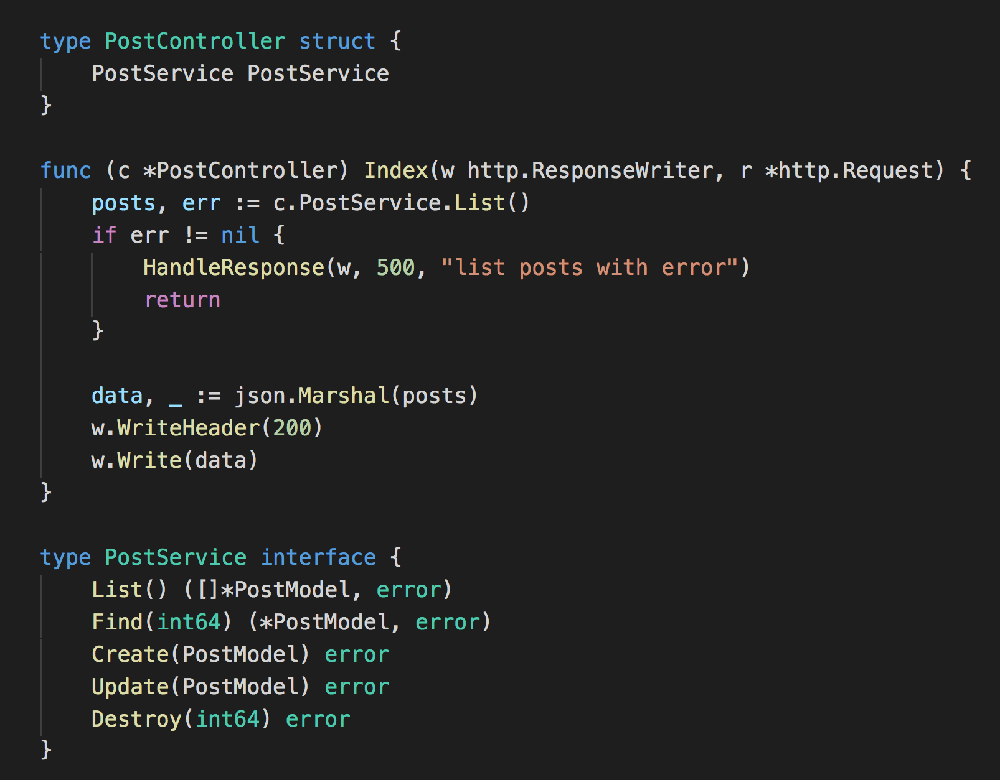 type PostController struct {
    PostService PostService
}

func (c *PostController) Index(w http.ResponseWriter, r *http.Request) {
    posts, err := c.PostService.List()
    if err != nil {
        HandleResponse(w, 500, "list posts with error")
        return
    }

    data, _ := json.Marshal(posts)
    w.WriteHeader(200)
    w.Write(data)
}

type PostService interface {
    List() ([]*PostModel, error)
    Find(int64) (*PostModel, error)
    Create(PostModel) error
    Update(PostModel) error
    Destroy(int64) error
}